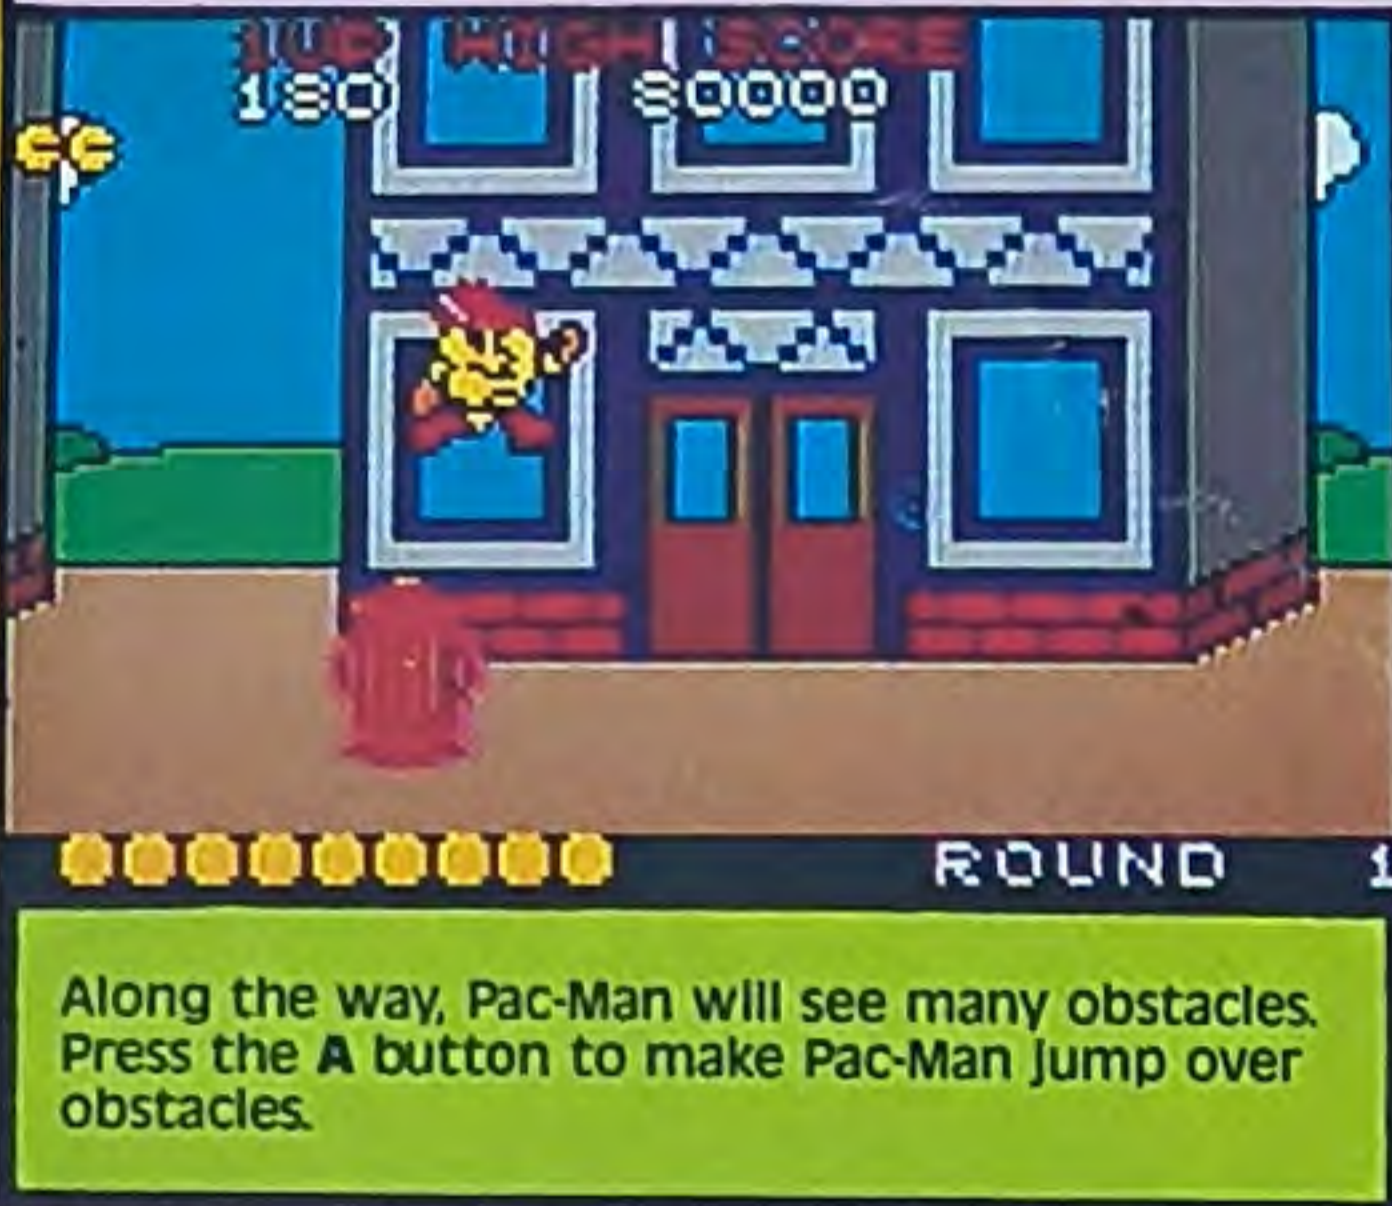 1UP HIGH SCORE
180 80000
ROUND 1
Along the way, Pac-Man will see many obstacles.
Press the A button to make Pac-Man jump over
obstacles.